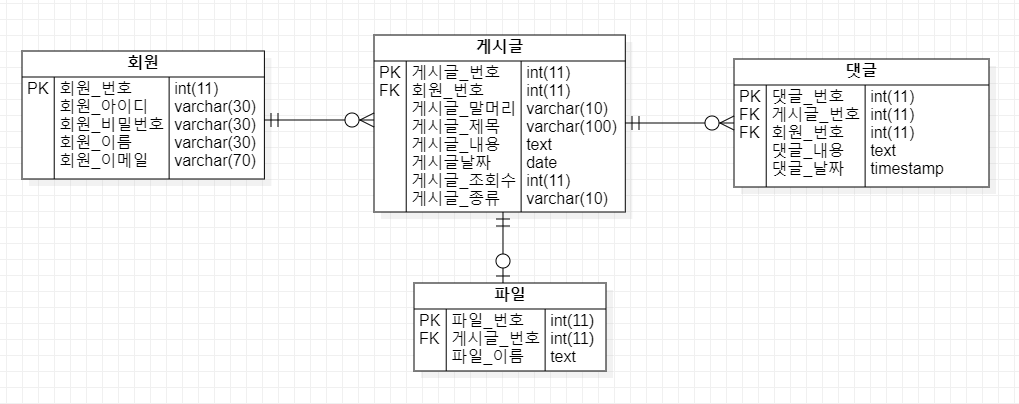 회원
PK 회원_번호 int(11)
회원_아이디 varchar(30)
회원_비밀번호 varchar(30)
회원_이름 varchar(30)
회원_이메일 varchar(70)
게시글
PK 게시글_번호 int(11)
FK 회원_번호 int(11)
게시글_말머리 varchar(10)
게시글_제목 varchar(100)
게시글_내용 text
게시글날짜 date
게시글_조회수 int(11)
게시글_종류 varchar(10)
댓글
PK 댓글_번호 int(11)
FK 게시글_번호 int(11)
FK 회원_번호 int(11)
댓글_내용 text
댓글_날짜 timestamp
파일
PK 파일_번호 int(11)
FK 게시글_번호 int(11)
파일_이름 text